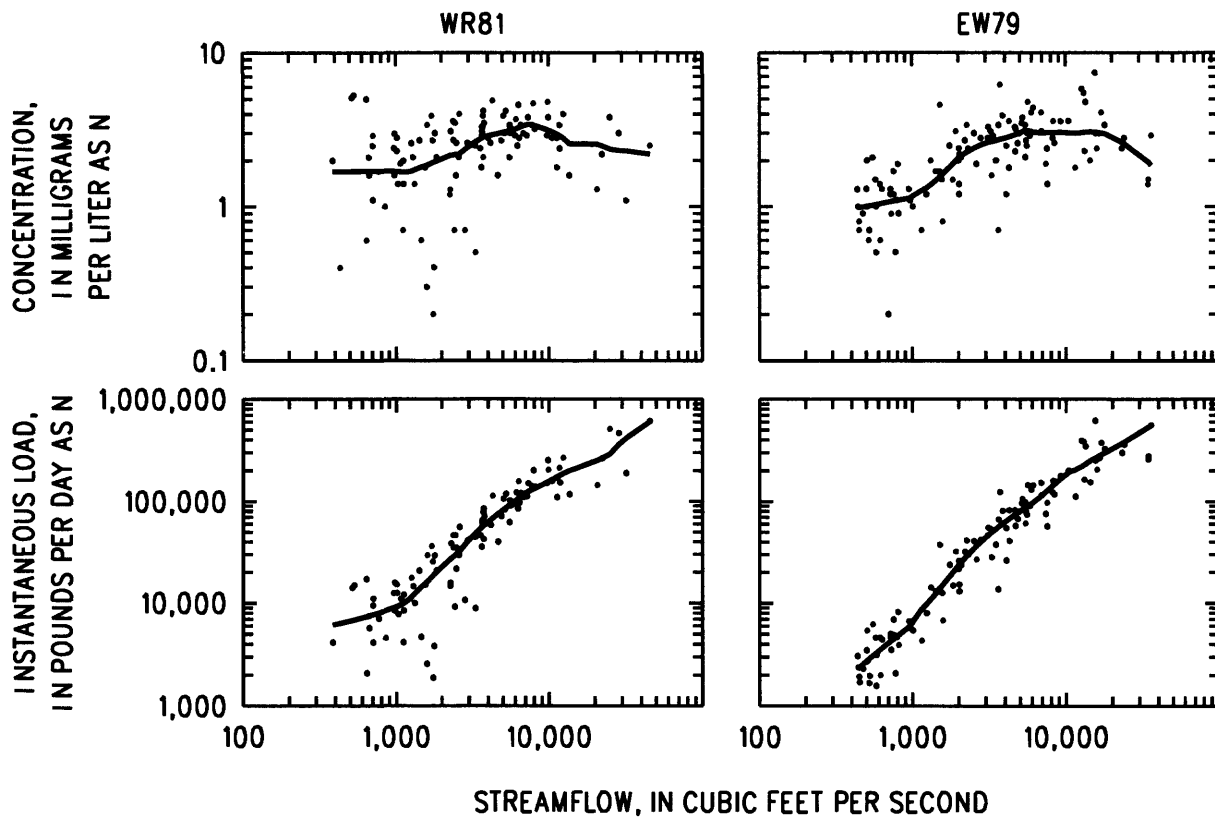 WR81
EW79
10
1
0.1
CONCENTRATION,
IN MILLIGRAMS
PER LITER AS N
1,000,000
100,000
10,000
1,000
INSTANTANEOUS LOAD,
IN POUNDS PER DAY AS N
100
1,000
10,000
100
1,000
10,000
STREAMFLOW, IN CUBIC FEET PER SECOND